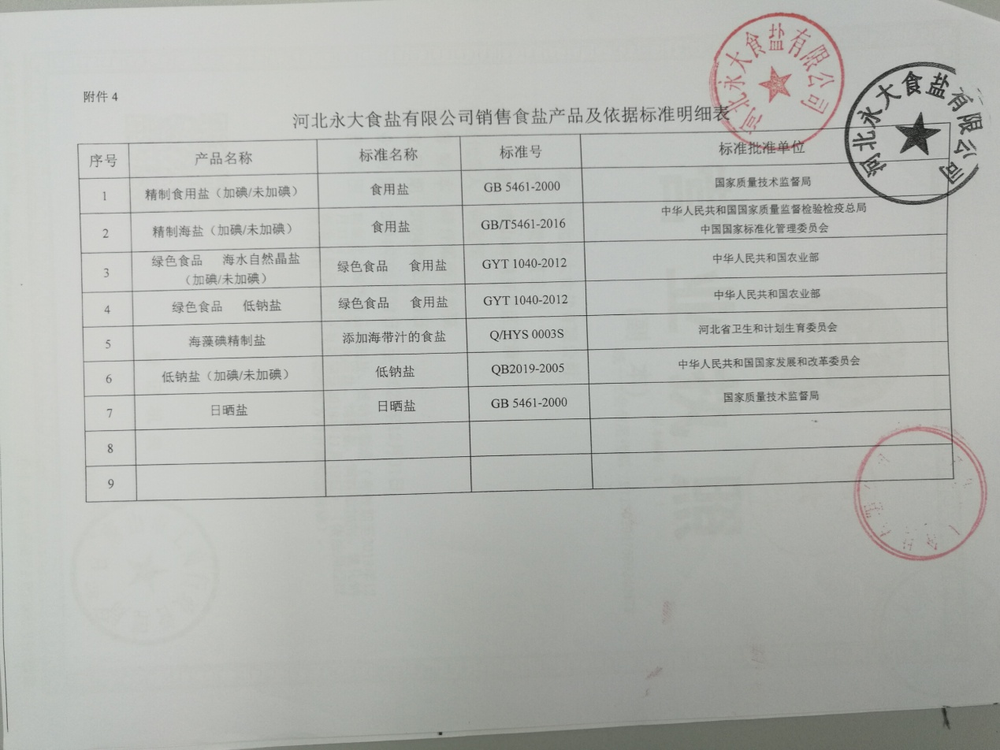 附件 4
河北永大食盐有限公司
河北永大食盐有限公司
河北永大食盐有限公司销售食盐产品及依据标准明细表
序号 产品名称 标准名称 标准号 标准批准单位
1 精制食用盐（加碘/未加碘） 食用盐 GB 5461-2000 国家质量技术监督局
2 精制海盐（加碘/未加碘） 食用盐 GB/T5461-2016 中华人民共和国国家质量监督检验检疫总局
中国国家标准化管理委员会
3 绿色食品 海水自然晶盐 绿色食品 食用盐 GYT 1040-2012 中华人民共和国农业部
（加碘/未加碘）
4 绿色食品 低钠盐 绿色食品 食用盐 GYT 1040-2012 中华人民共和国农业部
5 海藻碘精制盐 添加海带汁的食盐 Q/HYS 0003S 河北省卫生和计划生育委员会
6 低钠盐（加碘/未加碘） 低钠盐 QB2019-2005 中华人民共和国国家发展和改革委员会
7 日晒盐 日晒盐 GB 5461-2000 国家质量技术监督局
8
9